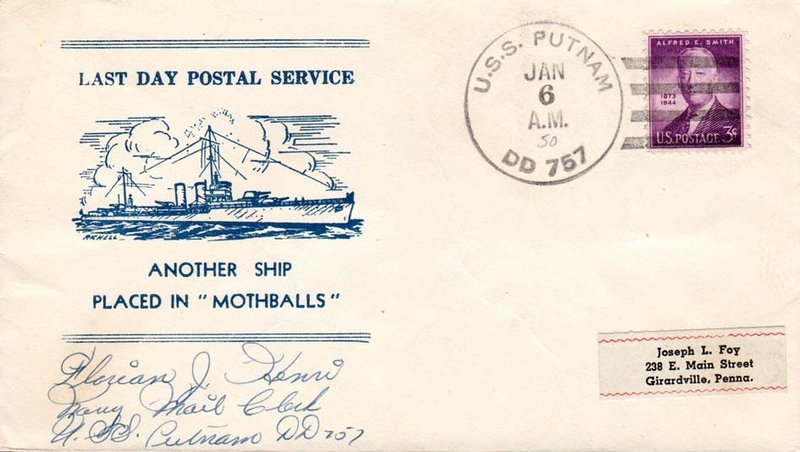 LAST DAY POSTAL SERVICE
ANOTHER SHIP
PLACED IN "MOTHBALLS"
U.S.S. PUTNAM
JAN
6
A.M.
50
DD 757
ALFRED E. SMITH
1873
1944
U.S. POSTAGE 3¢
Joseph L. Foy
238 E. Main Street
Girardville, Penna.
Florian J.
Navy Mail Clerk
U.S.S. Putnam DD 757